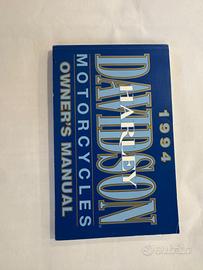 1994
HARLEY
DAVIDSON
MOTORCYCLES
OWNER'S MANUAL